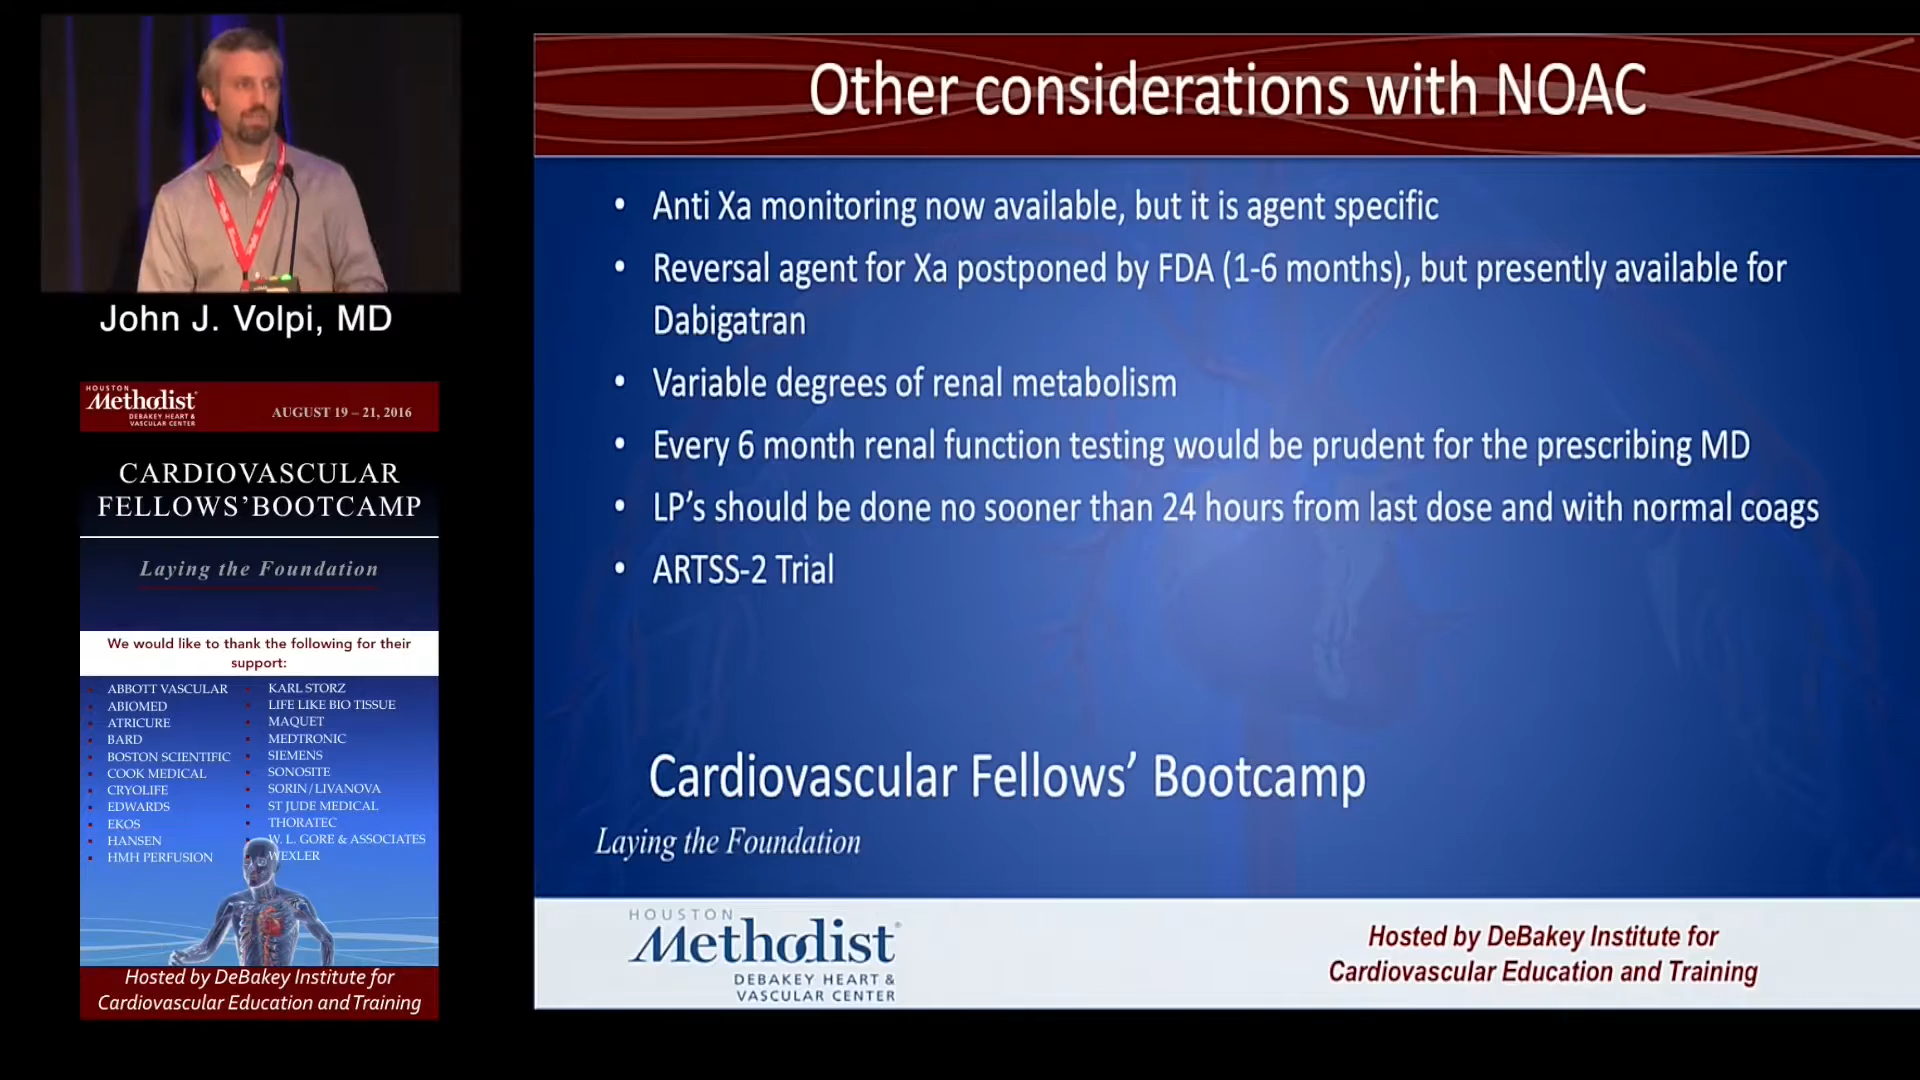 John J. Volpi, MD
HOUSTON
Methodist
DEBAKEY HEART &
VASCULAR CENTER
AUGUST 19 – 21, 2016
CARDIOVASCULAR
FELLOWS’BOOTCAMP
Laying the Foundation
We would like to thank the following for their
support:
ABBOTT VASCULAR
ABIOMED
ATRICURE
BARD
BOSTON SCIENTIFIC
COOK MEDICAL
CRYOLIFE
EDWARDS
EKOS
HANSEN
HMH PERFUSION
KARL STORZ
LIFE LIKE BIO TISSUE
MAQUET
MEDTRONIC
SIEMENS
SONOSITE
SORIN/LIVANOVA
ST JUDE MEDICAL
THORATEC
W. L. GORE & ASSOCIATES
WEXLER
Hosted by DeBakey Institute for
Cardiovascular Education and Training
Other considerations with NOAC
• Anti Xa monitoring now available, but it is agent specific
• Reversal agent for Xa postponed by FDA (1-6 months), but presently available for
Dabigatran
• Variable degrees of renal metabolism
• Every 6 month renal function testing would be prudent for the prescribing MD
• LP’s should be done no sooner than 24 hours from last dose and with normal coags
• ARTSS-2 Trial
Cardiovascular Fellows’ Bootcamp
Laying the Foundation
HOUSTON
Methodist
DEBAKEY HEART &
VASCULAR CENTER
Hosted by DeBakey Institute for
Cardiovascular Education and Training